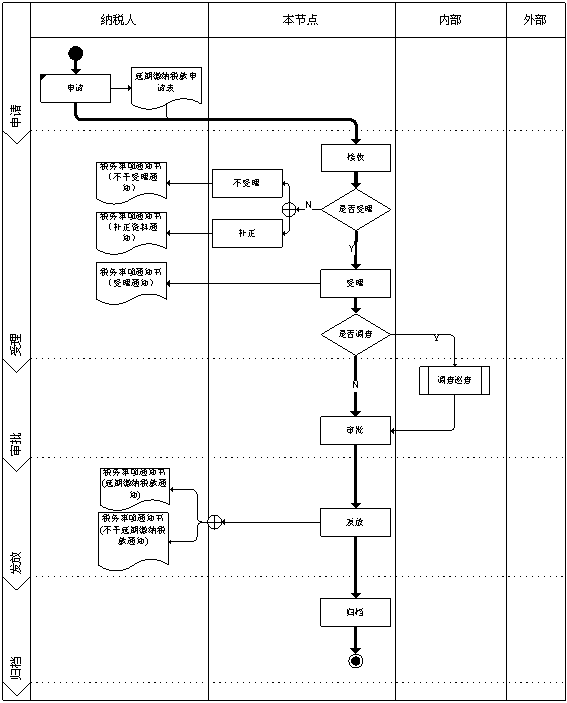 纳税人
本节点
内部
外部
申请
申请
延期缴纳税款申
请表
接收
税务事项通知书
(不予受理通
知)
不受理
N
是否受理
税务事项通知书
(补正资料通
知)
补正
Y
税务事项通知书
(受理通知)
受理
受理
是否调查
Y
调查巡查
N
审批
审批
税务事项通知书
(延期缴纳税款通
知)
税务事项通知书
(不予延期缴纳税
款通知)
发放
发放
归档
归档